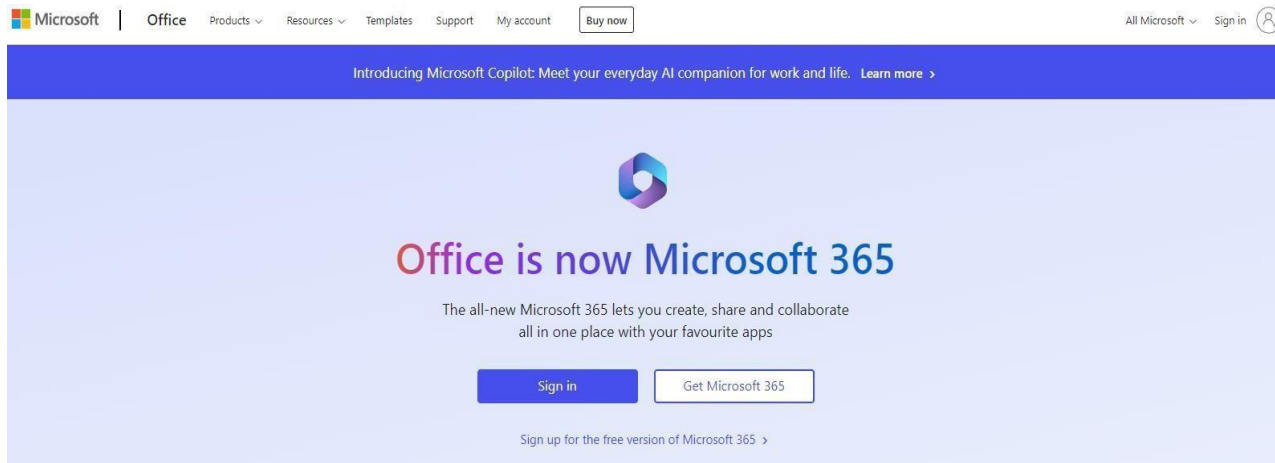 Microsoft Office Products Resources Templates Support My account Buy now All Microsoft Sign in
Introducing Microsoft Copilot: Meet your everyday AI companion for work and life. Learn more
Office is now Microsoft 365
The all-new Microsoft 365 lets you create, share and collaborate
all in one place with your favourite apps
Sign in Get Microsoft 365
Sign up for the free version of Microsoft 365